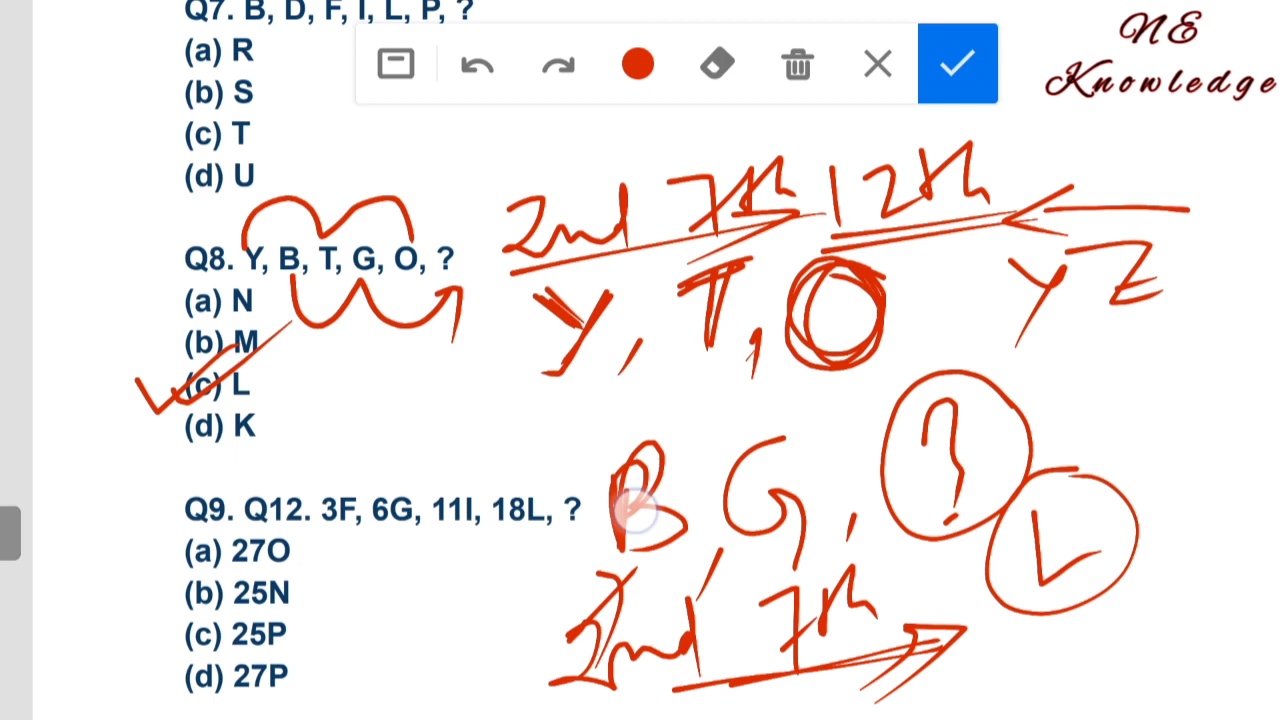 Q7. B, D, F, I, L, P, ?
(a) R
(b) S
(c) T
(d) U
NE
Knowledge
2nd 7th 12th
Q8. Y, B, T, G, O, ?
Y, T, O
Y Z
(a) N
(b) M
(c) L
(d) K
B, G, ?
L
2nd 7th
Q9. Q12. 3F, 6G, 11I, 18L, ?
(a) 27O
(b) 25N
(c) 25P
(d) 27P